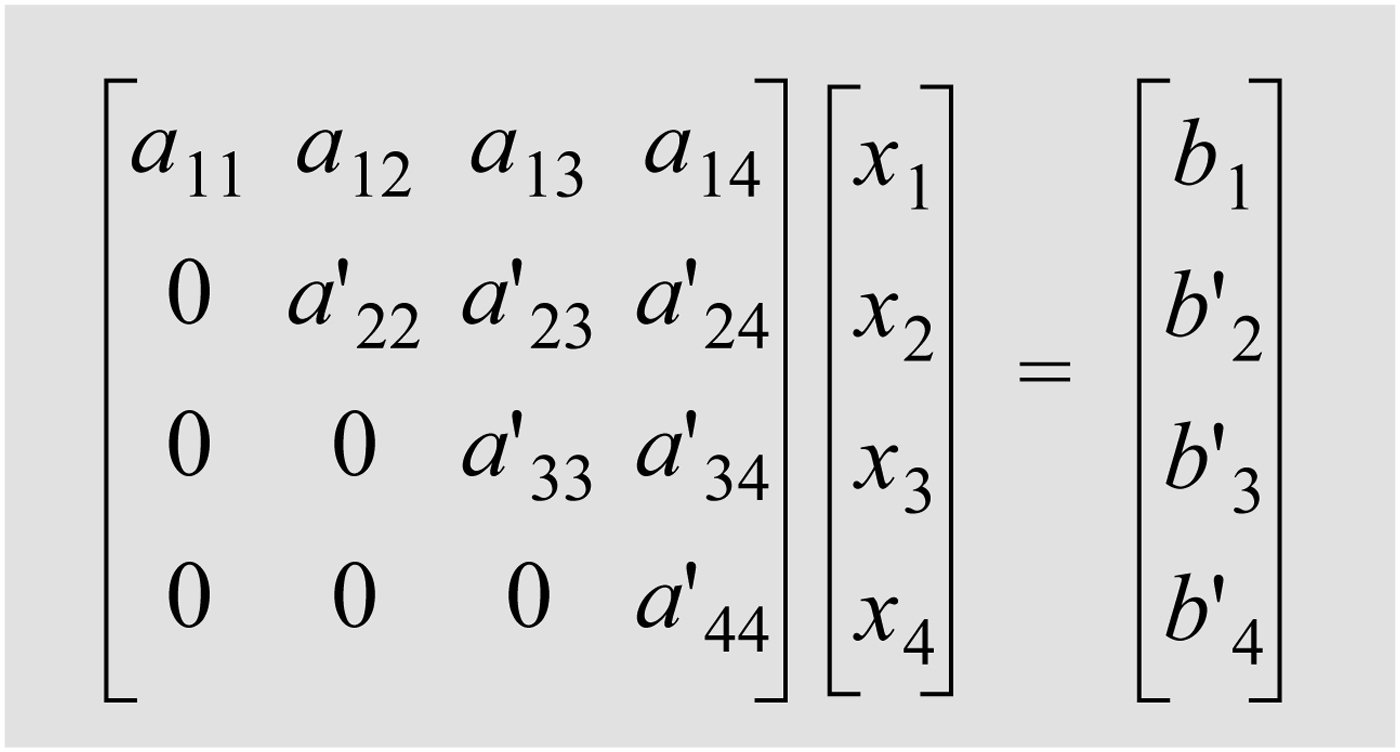 a11 a12 a13 a14 x1 b1
0 a'22 a'23 a'24 x2 b'2
=
0 0 a'33 a'34 x3 b'3
0 0 0 a'44 x4 b'4